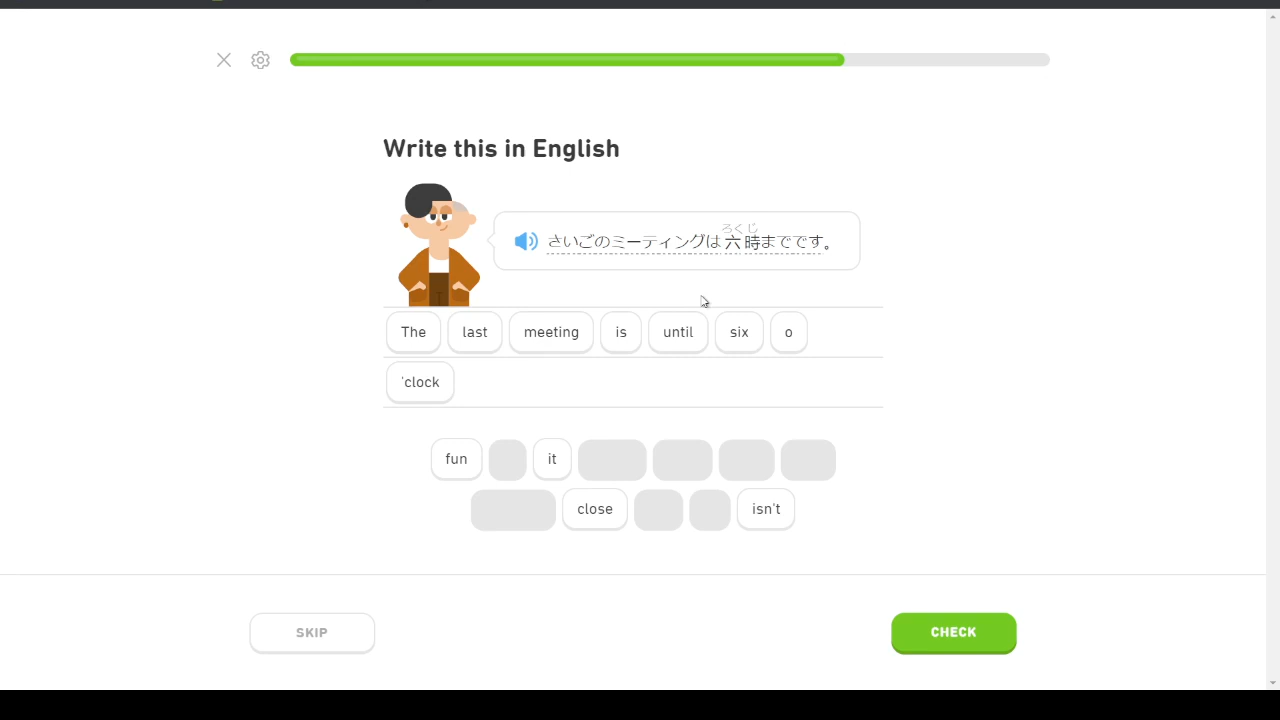 Write this in English
ろくじ
さいごのミーティングは六時までです。
The last meeting is until six o
'clock
fun it
close isn't
SKIP CHECK